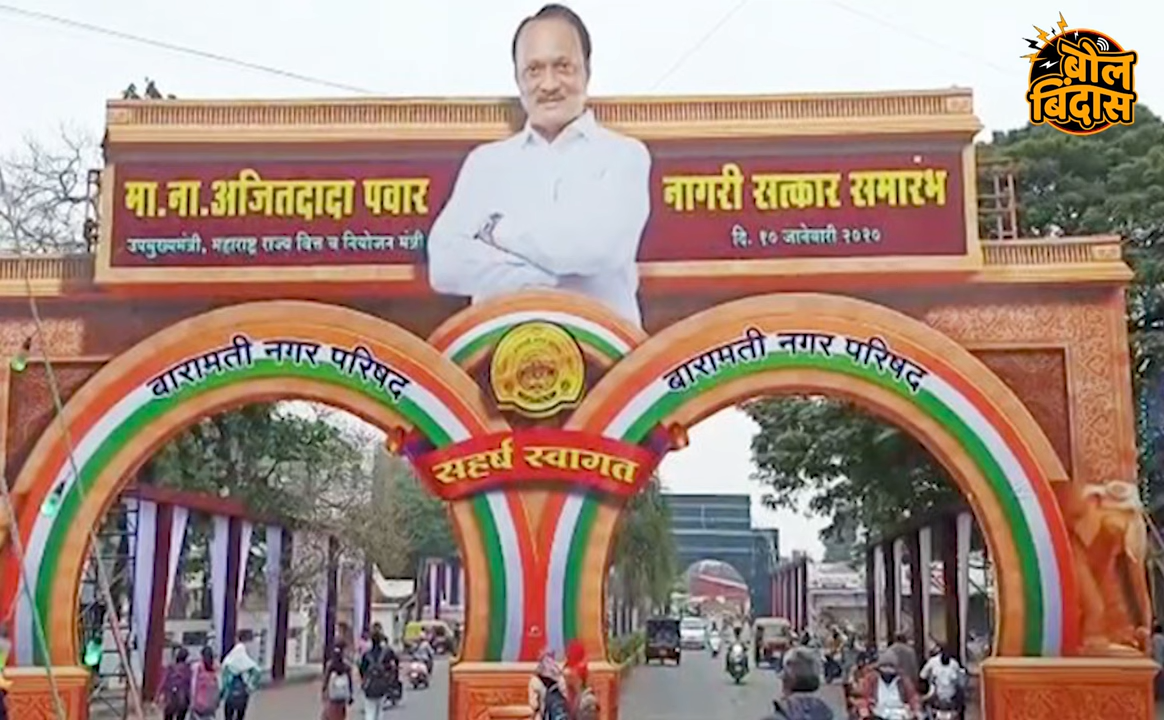 बोल
बिंदास
मा.ना.अजितदादा पवार
उपमुख्यमंत्री, महाराष्ट्र राज्य वित्त व नियोजन मंत्री
नागरी सत्कार समारंभ
दि. १० जानेवारी २०२०
बारामती नगर परिषद
बारामती नगर परिषद
सहर्ष स्वागत